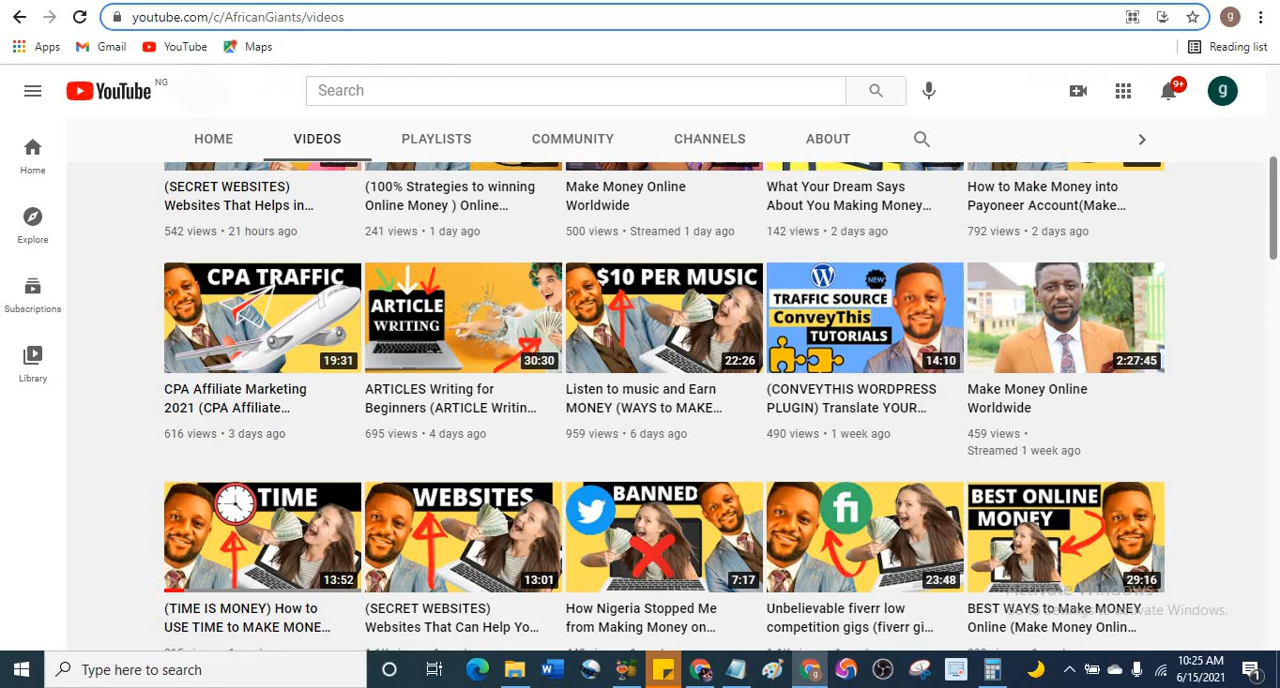 youtube.com/c/AfricanGiants/videos
g
Apps
Gmail
YouTube
Maps
Reading list
YouTube
NG
Search
9+
g
HOME
VIDEOS
PLAYLISTS
COMMUNITY
CHANNELS
ABOUT
Home
Explore
Subscriptions
Library
(SECRET WEBSITES)
Websites That Helps in...
542 views • 21 hours ago
(100% Strategies to winning
Online Money ) Online...
241 views • 1 day ago
Make Money Online
Worldwide
500 views • Streamed 1 day ago
What Your Dream Says
About You Making Money...
142 views • 2 days ago
How to Make Money into
Payoneer Account(Make...
792 views • 2 days ago
CPA TRAFFIC
19:31
CPA Affiliate Marketing
2021 (CPA Affiliate...
616 views • 3 days ago
ARTICLE
WRITING
30:30
ARTICLES Writing for
Beginners (ARTICLE Writin...
695 views • 4 days ago
$10 PER MUSIC
22:26
Listen to music and Earn
MONEY (WAYS to MAKE...
959 views • 6 days ago
NEW
TRAFFIC SOURCE
ConveyThis
TUTORIALS
14:10
(CONVEYTHIS WORDPRESS
PLUGIN) Translate YOUR...
490 views • 1 week ago
2:27:45
Make Money Online
Worldwide
459 views •
Streamed 1 week ago
TIME
13:52
(TIME IS MONEY) How to
USE TIME to MAKE MONE...
WEBSITES
13:01
(SECRET WEBSITES)
Websites That Can Help Yo...
BANNED
7:17
How Nigeria Stopped Me
from Making Money on...
fi
23:48
Unbelievable fiverr low
competition gigs (fiverr gi...
BEST ONLINE
MONEY
29:16
BEST WAYS to Make MONEY
Online (Make Money Onlin...
Activate Windows
Activate Windows.
Type here to search
10:25 AM
6/15/2021
1